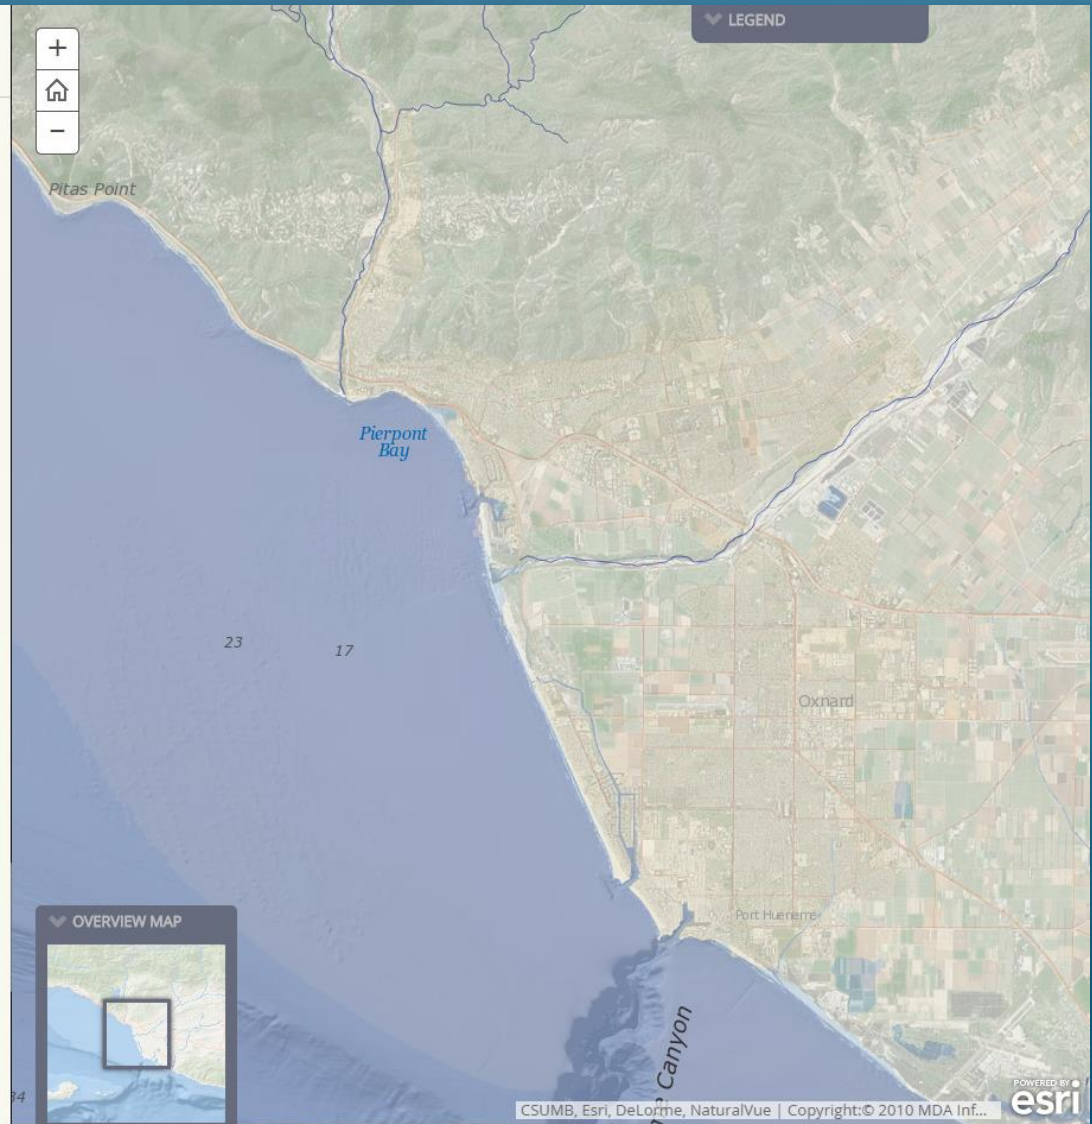 LEGEND
+
−
Pitas Point
Pierpont
Bay
23
17
Oxnard
Port Hueneme
OVERVIEW MAP
Canyon
34
CSUMB, Esri, DeLorme, NaturalVue | Copyright:© 2010 MDA Inf...
POWERED BY
esri